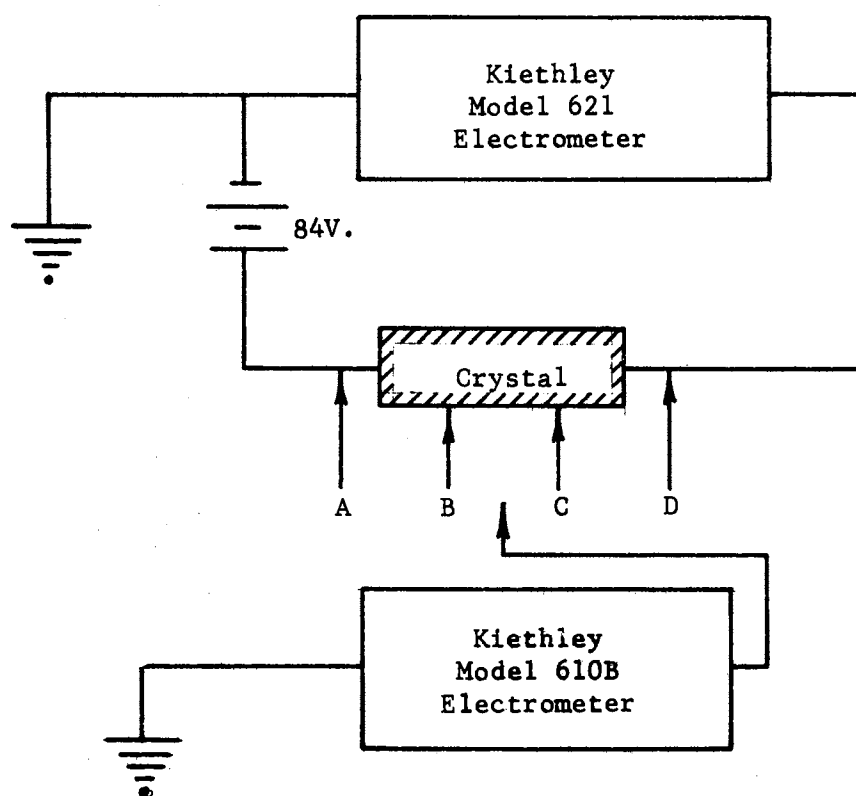 Kiethley
Model 621
Electrometer
84V.
Crystal
A B C D
Kiethley
Model 610B
Electrometer